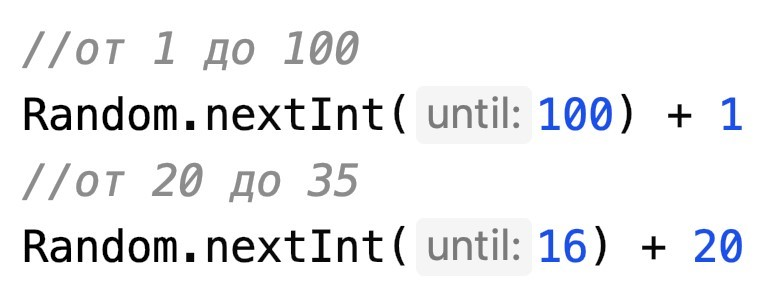 //от 1 до 100
Random.nextInt( until: 100) + 1
//от 20 до 35
Random.nextInt( until: 16) + 20